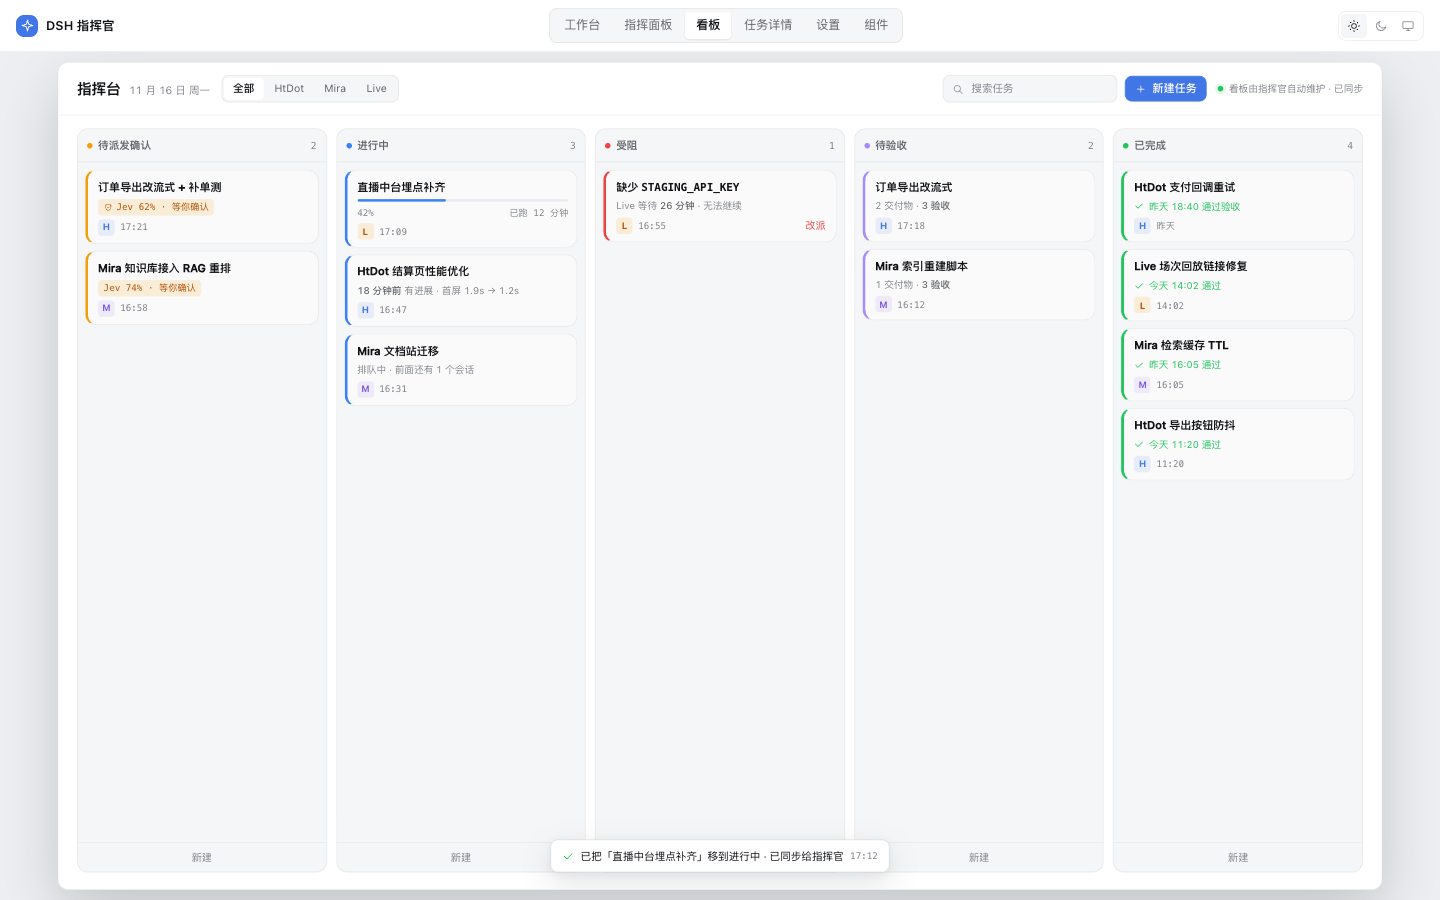 DSH 指挥官
工作台 指挥面板 看板 任务详情 设置 组件
指挥台 11 月 16 日 周一 全部 HtDot Mira Live
搜索任务
+ 新建任务
看板由指挥官自动维护 · 已同步
待派发确认 2
订单导出改流式 + 补单测
Jev 62% · 等你确认
H 17:21
Mira 知识库接入 RAG 重排
Jev 74% · 等你确认
M 16:58
新建
进行中 3
直播中台埋点补齐
42% 已跑 12 分钟
L 17:09
HtDot 结算页性能优化
18 分钟前 有进展 · 首屏 1.9s → 1.2s
H 16:47
Mira 文档站迁移
排队中 · 前面还有 1 个会话
M 16:31
新建
受阻 1
缺少 STAGING_API_KEY
Live 等待 26 分钟 · 无法继续
L 16:55 改派
待验收 2
订单导出改流式
2 交付物 · 3 验收
H 17:18
Mira 索引重建脚本
1 交付物 · 3 验收
M 16:12
新建
已完成 4
HtDot 支付回调重试
昨天 18:40 通过验收
H 昨天
Live 场次回放链接修复
今天 14:02 通过
L 14:02
Mira 检索缓存 TTL
昨天 16:05 通过
M 16:05
HtDot 导出按钮防抖
今天 11:20 通过
H 11:20
新建
已把「直播中台埋点补齐」移到进行中 · 已同步给指挥官 17:12